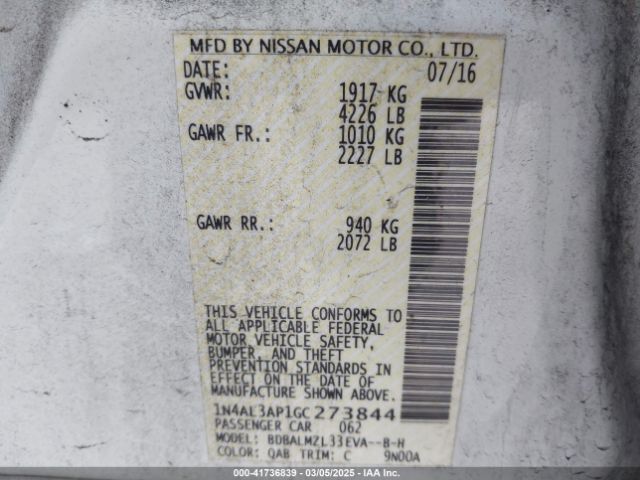 MFD BY NISSAN MOTOR CO., LTD.
DATE: 07/16
GVWR: 1917 KG
4226 LB
GAWR FR.: 1010 KG
2227 LB
GAWR RR.: 940 KG
2072 LB
THIS VEHICLE CONFORMS TO
ALL APPLICABLE FEDERAL
MOTOR VEHICLE SAFETY,
BUMPER, AND THEFT
PREVENTION STANDARDS IN
EFFECT ON THE DATE OF
MANUFACTURE SHOWN ABOVE.
1N4AL3AP1GC273844
PASSENGER CAR 062
MODEL: BDBALMZL33EVA--B-H
COLOR: QAB TRIM: C 9N00A
000-41736839 - 03/05/2025 - IAAI.COM